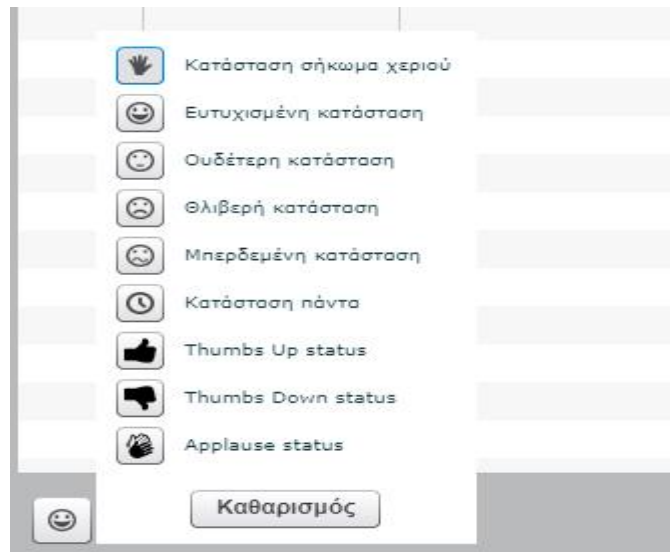 Κατάσταση σήκωμα χεριού
Ευτυχισμένη κατάσταση
Ουδέτερη κατάσταση
Θλιβερή κατάσταση
Μπερδεμένη κατάσταση
Κατάσταση πάντα
Thumbs Up status
Thumbs Down status
Applause status
Καθαρισμός